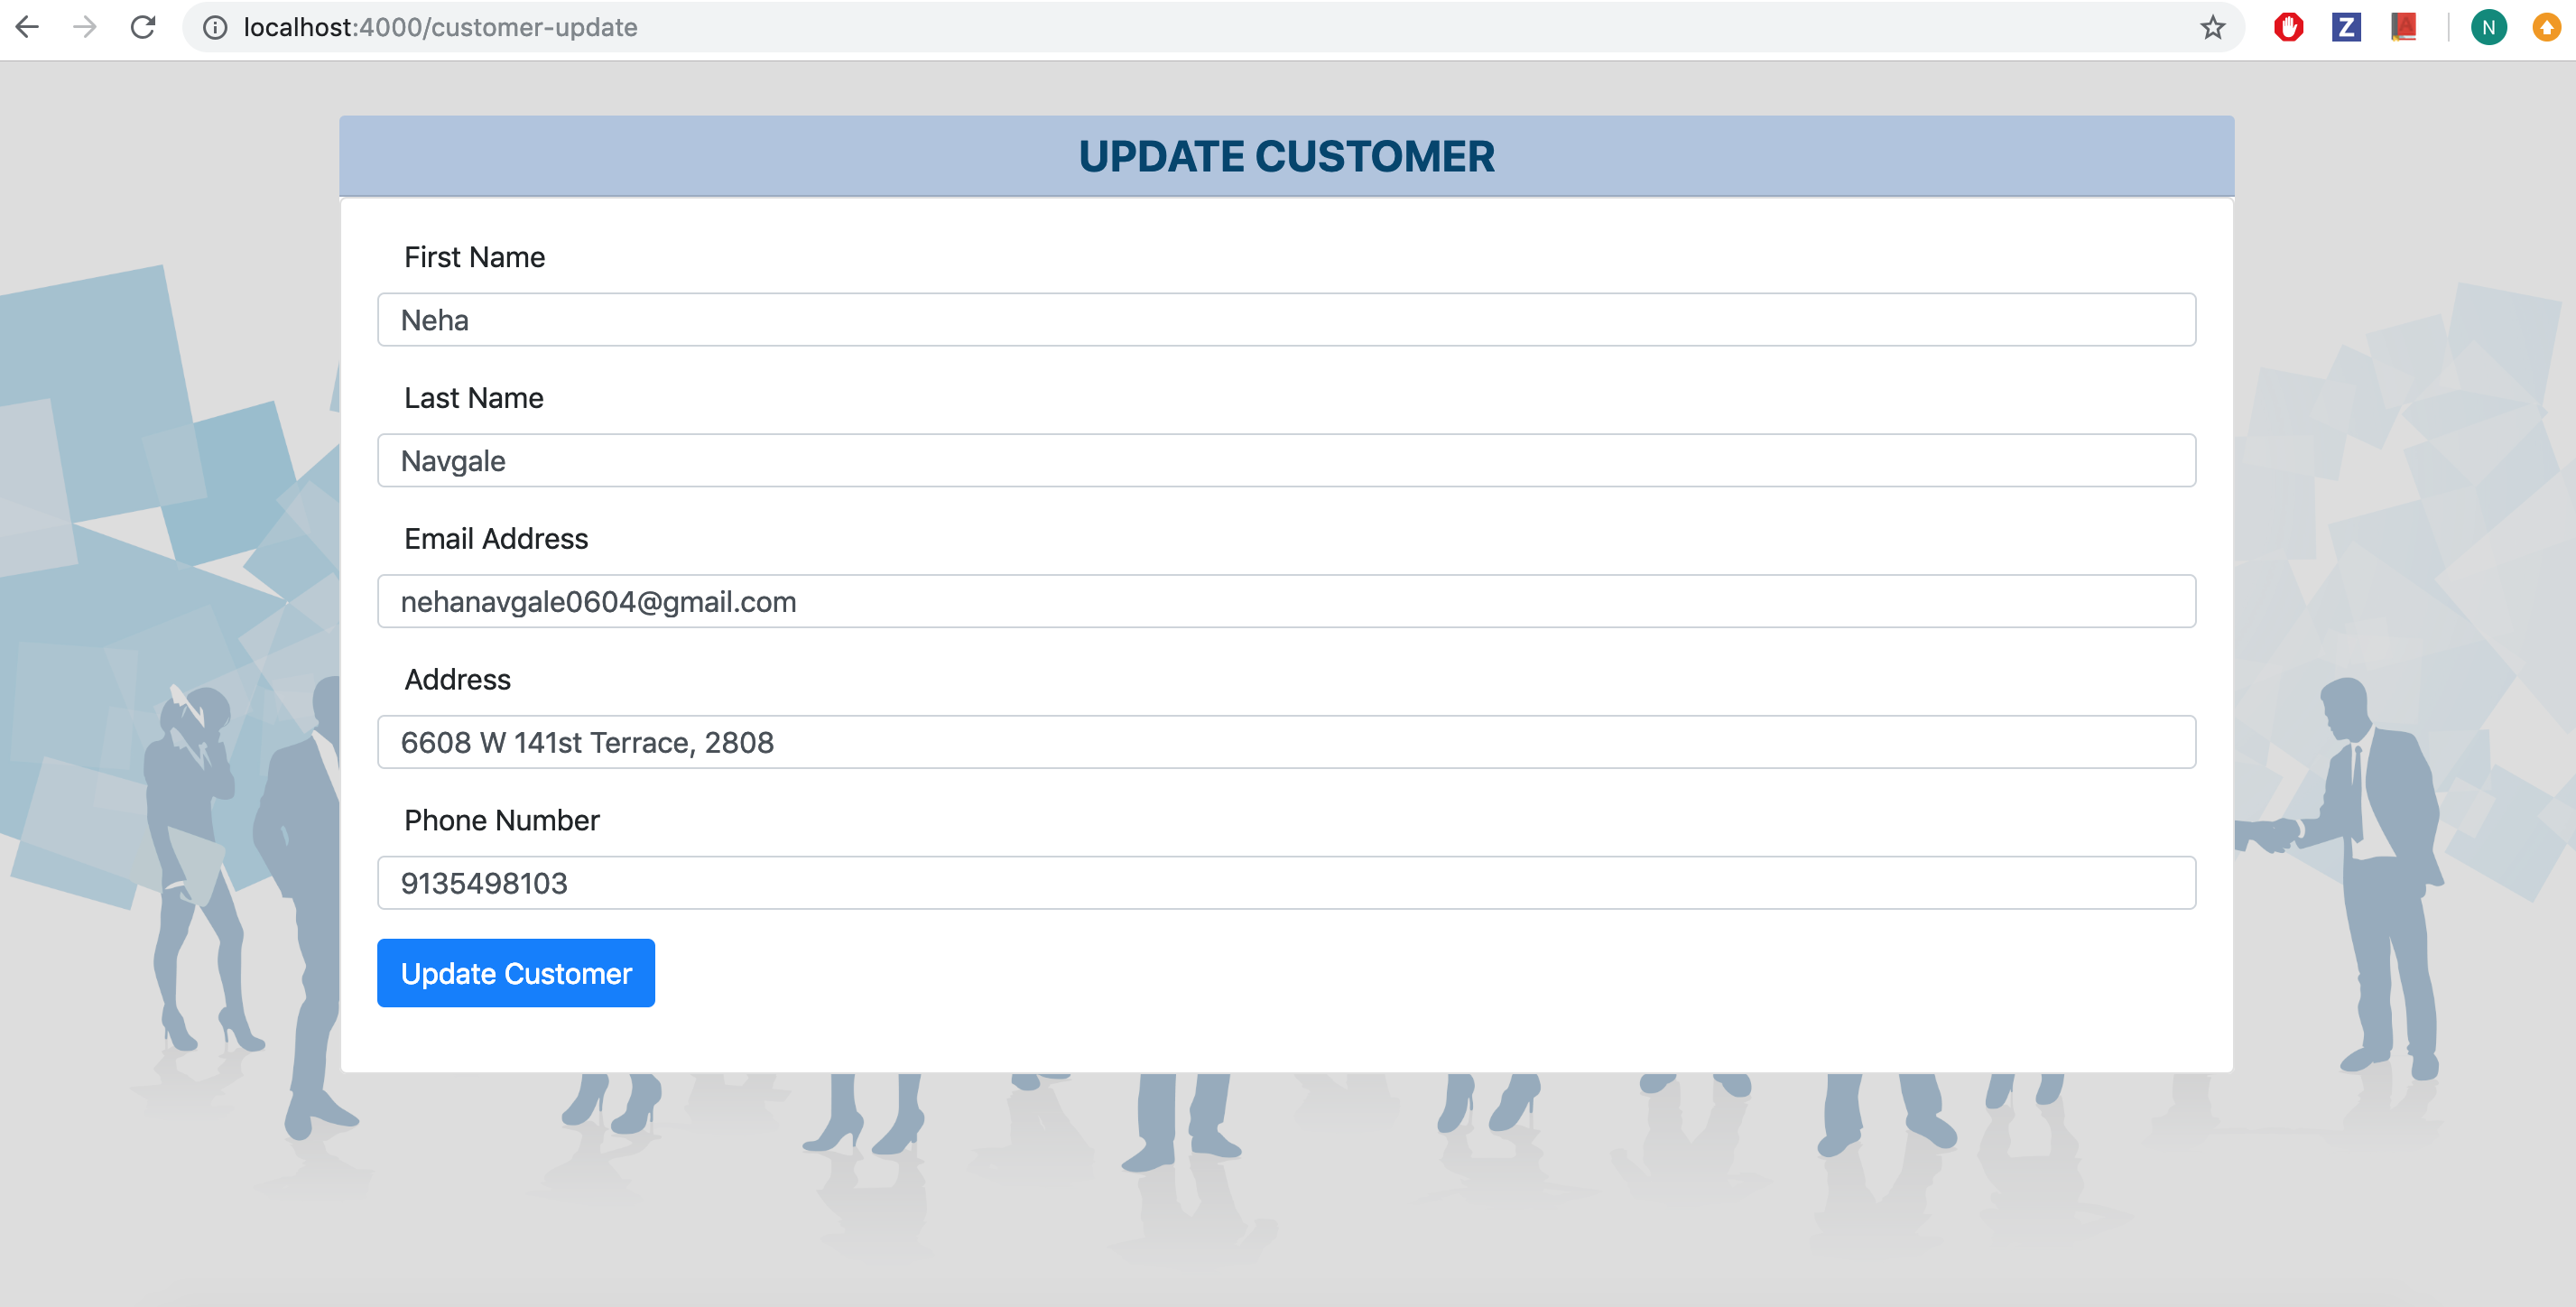 localhost:4000/customer-update
Z
A
N
UPDATE CUSTOMER
First Name
Neha
Last Name
Navgale
Email Address
nehanavgale0604@gmail.com
Address
6608 W 141st Terrace, 2808
Phone Number
9135498103
Update Customer